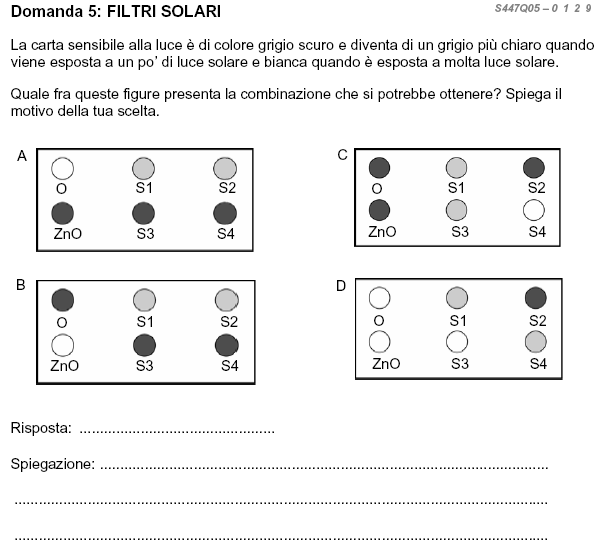 Domanda 5: FILTRI SOLARI
S447Q05 – 0 1 2 9
La carta sensibile alla luce è di colore grigio scuro e diventa di un grigio più chiaro quando
viene esposta a un po' di luce solare e bianca quando è esposta a molta luce solare.
Quale fra queste figure presenta la combinazione che si potrebbe ottenere? Spiega il
motivo della tua scelta.
A
O S1 S2
ZnO S3 S4
C
O S1 S2
ZnO S3 S4
B
O S1 S2
ZnO S3 S4
D
O S1 S2
ZnO S3 S4
Risposta: ...............................................
Spiegazione: .............................................................................................................
.................................................................................................................................
.................................................................................................................................